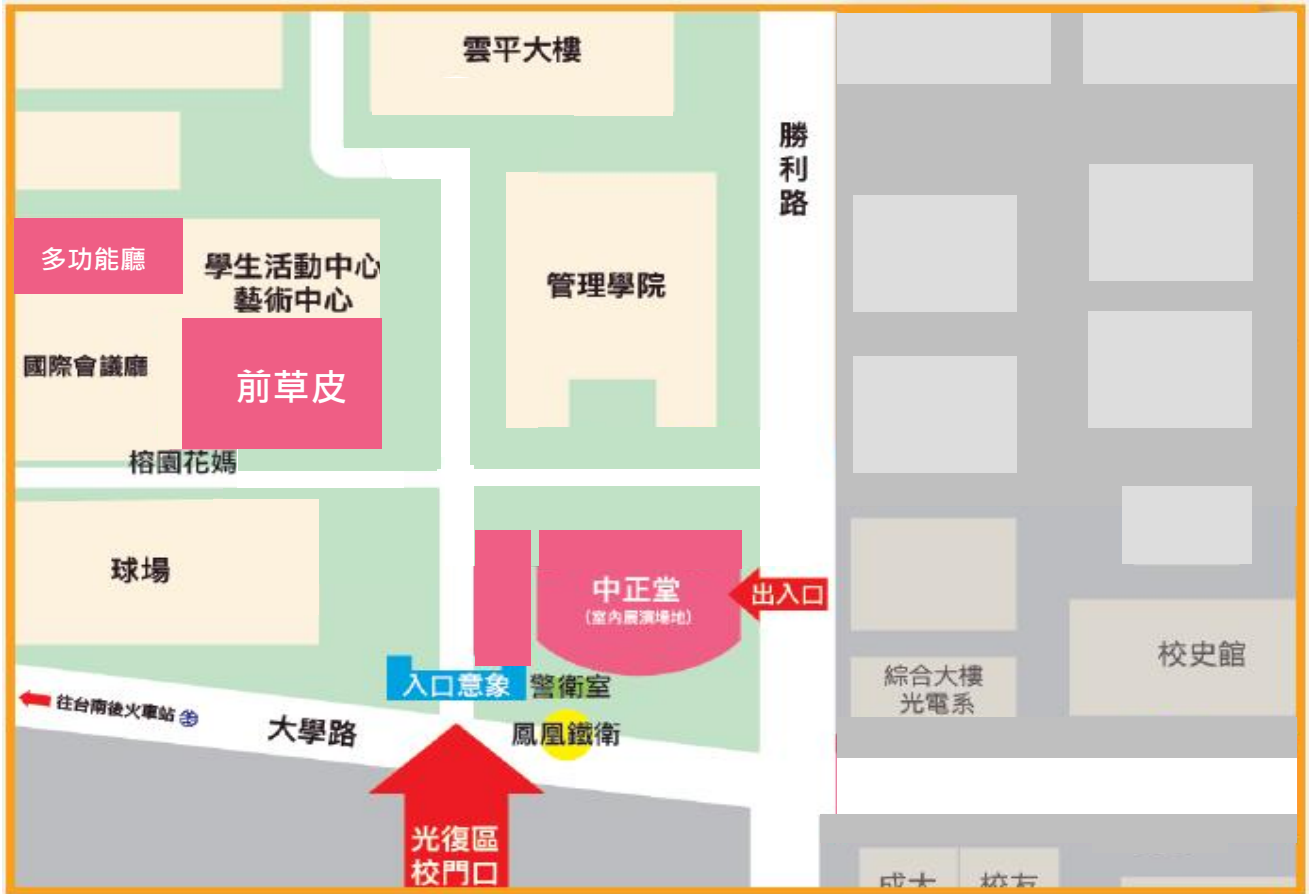 雲平大樓
勝利路
多功能廳
學生活動中心
藝術中心
管理學院
國際會議廳
前草皮
榕園花媽
球場
中正堂
(室內展演場地)
出入口
校史館
綜合大樓
光電系
入口意象
警衛室
往台南後火車站
大學路
鳳凰鐵衛
光復區
校門口
成大
校友